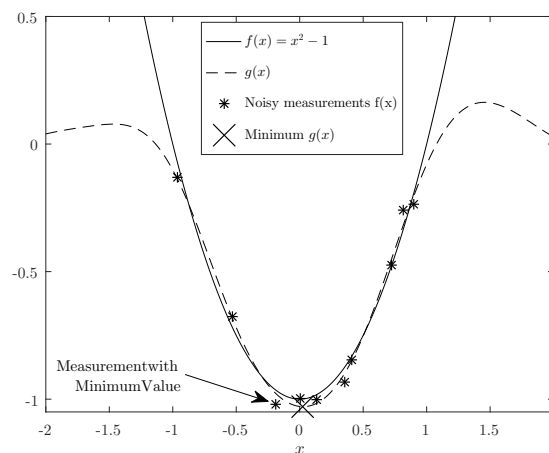 0.5
0
-0.5
-1
f(x) = x² − 1
g(x)
Noisy measurements f(x)
Minimum g(x)
Measurementwith
MinimumValue
-2
-1.5
-1
-0.5
0
0.5
1
1.5
x